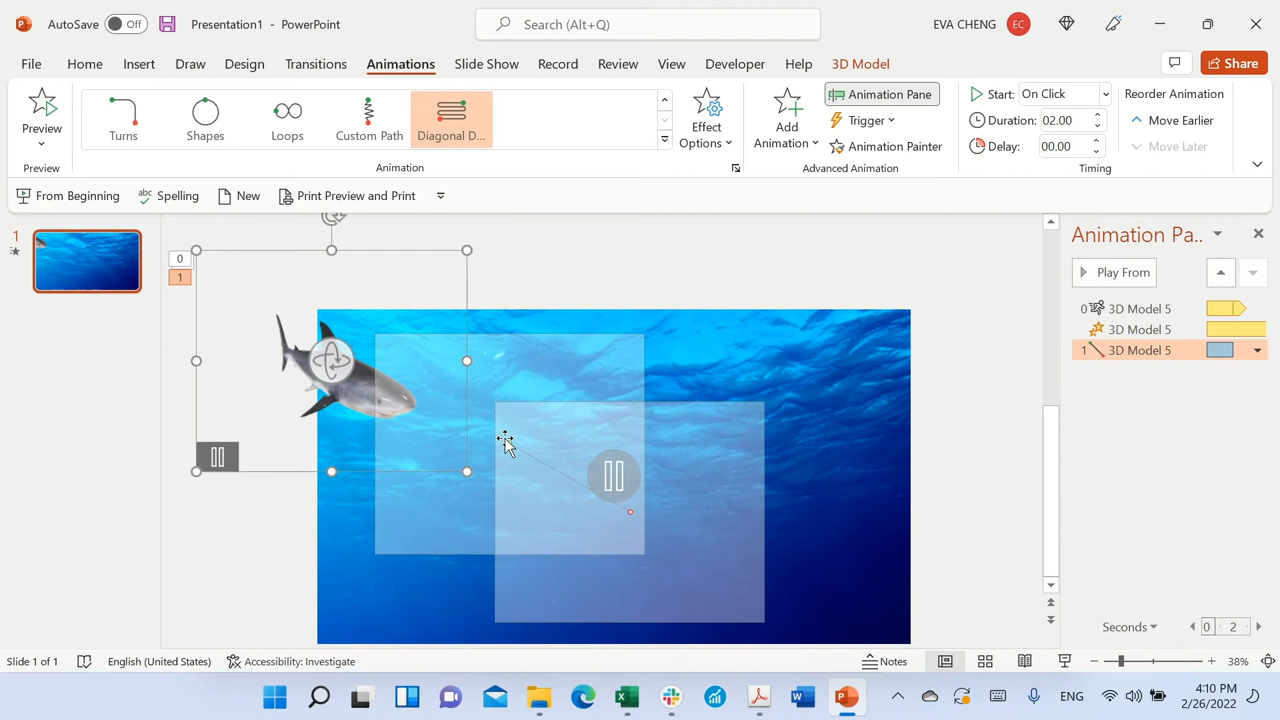 AutoSave Off Presentation1 - PowerPoint Search (Alt+Q) EVA CHENG EC
File Home Insert Draw Design Transitions Animations Slide Show Record Review View Developer Help 3D Model Share
Preview Turns Shapes Loops Custom Path Diagonal D... Effect Options Add Animation Animation Pane Trigger Animation Painter Start: On Click Duration: 02.00 Delay: 00.00 Reorder Animation Move Earlier Move Later
Preview Animation Advanced Animation Timing
From Beginning abc Spelling New Print Preview and Print
1
0
1
Animation Pa..
Play From
0 3D Model 5
3D Model 5
1 3D Model 5
Seconds 0 2
Slide 1 of 1 English (United States) Accessibility: Investigate Notes 38%
ENG 4:10 PM
2/26/2022